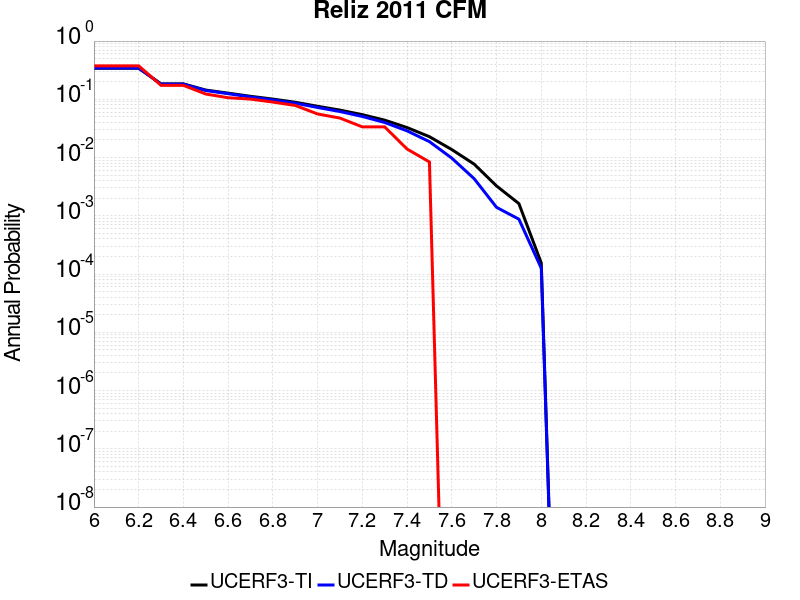 Reliz 2011 CFM
10^0
10^-1
10^-2
10^-3
10^-4
10^-5
10^-6
10^-7
10^-8
Annual Probability
6 6.2 6.4 6.6 6.8 7 7.2 7.4 7.6 7.8 8 8.2 8.4 8.6 8.8 9
Magnitude
UCERF3-TI UCERF3-TD UCERF3-ETAS